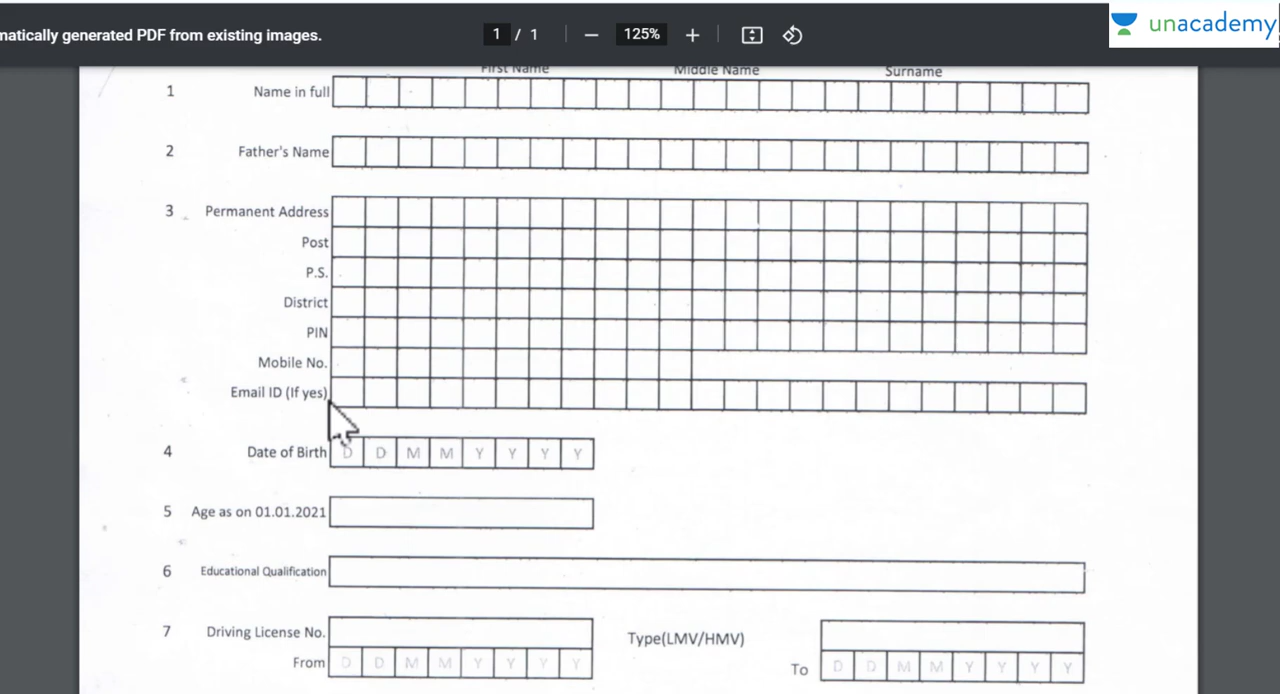 matically generated PDF from existing images.
1 / 1
125%
unacademy
First Name Middle Name Surname
1 Name in full
2 Father's Name
3 Permanent Address
Post
P.S.
District
PIN
Mobile No.
Email ID (If yes)
4 Date of Birth D D M M Y Y Y Y
5 Age as on 01.01.2021
6 Educational Qualification
7 Driving License No. Type(LMV/HMV)
From D D M M Y Y Y Y To D D M M Y Y Y Y